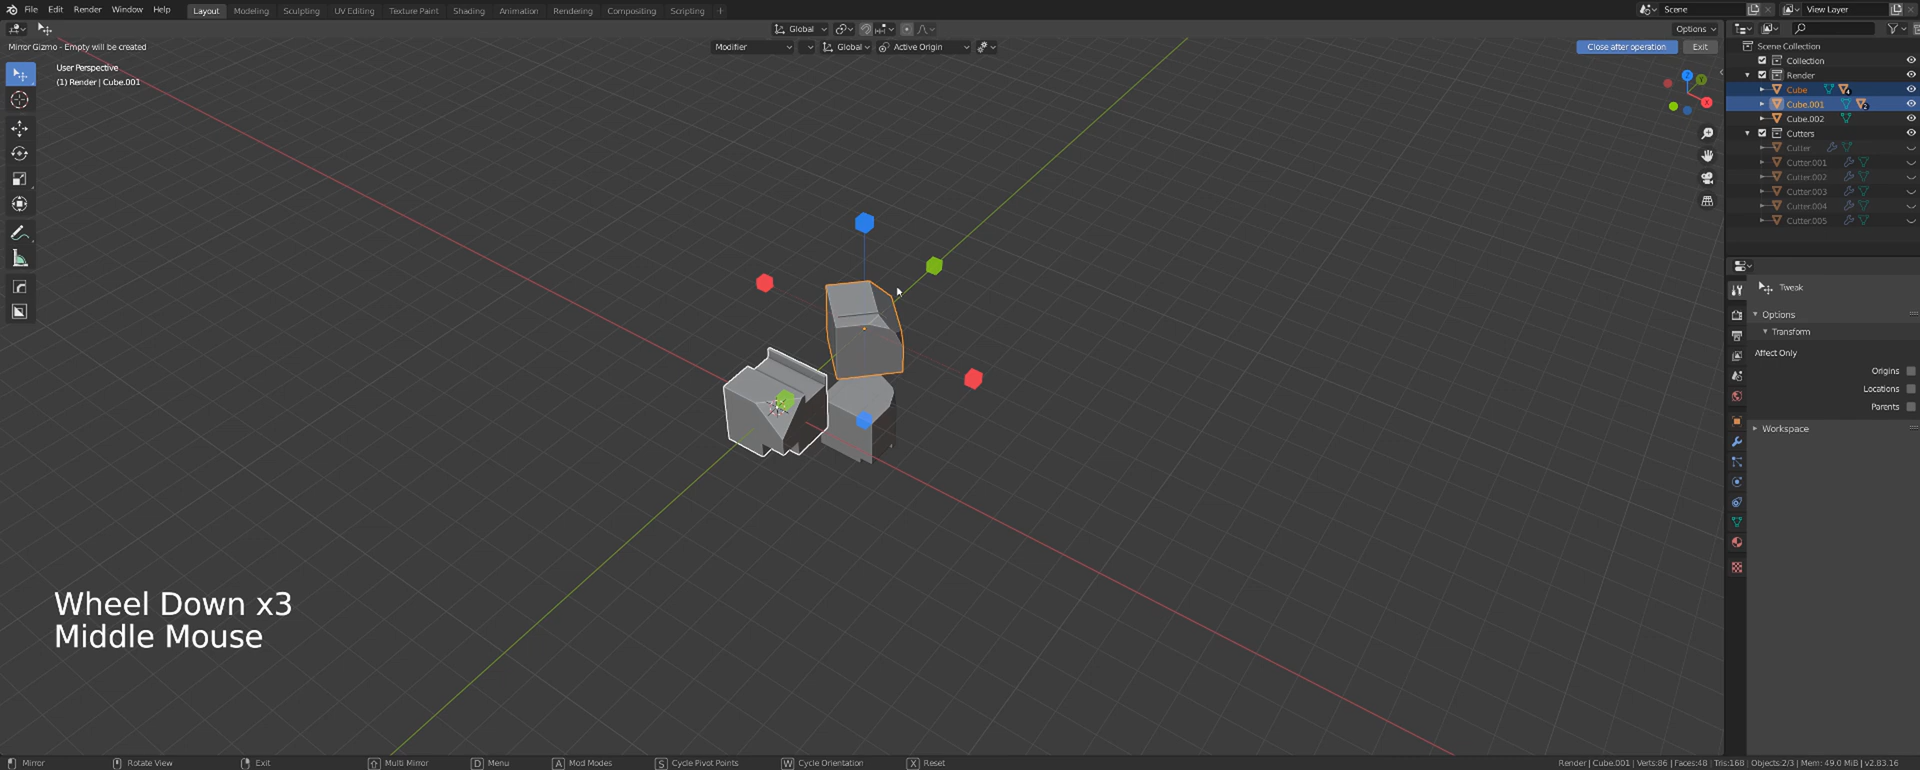 File Edit Render Window Help Layout Modeling Sculpting UV Editing Texture Paint Shading Animation Rendering Compositing Scripting + Scene View Layer
Global Options
Mirror Gizmo - Empty will be created Modifier Global Active Origin Close after operation Exit
User Perspective
(1) Render | Cube.001
Scene Collection
Collection
Render
Cube
Cube.001
Cube.002
Cutters
Cutter
Cutter.001
Cutter.002
Cutter.003
Cutter.004
Cutter.005
Tweak
Options
Transform
Affect Only
Origins
Locations
Parents
Workspace
Wheel Down x3
Middle Mouse
Mirror Rotate View Exit Multi Mirror D Menu A Mod Modes S Cycle Pivot Points W Cycle Orientation X Reset Render | Cube.001 | Verts:86 | Faces:48 | Tris:168 | Objects:2/3 | Mem: 49.0 MiB | v2.83.16